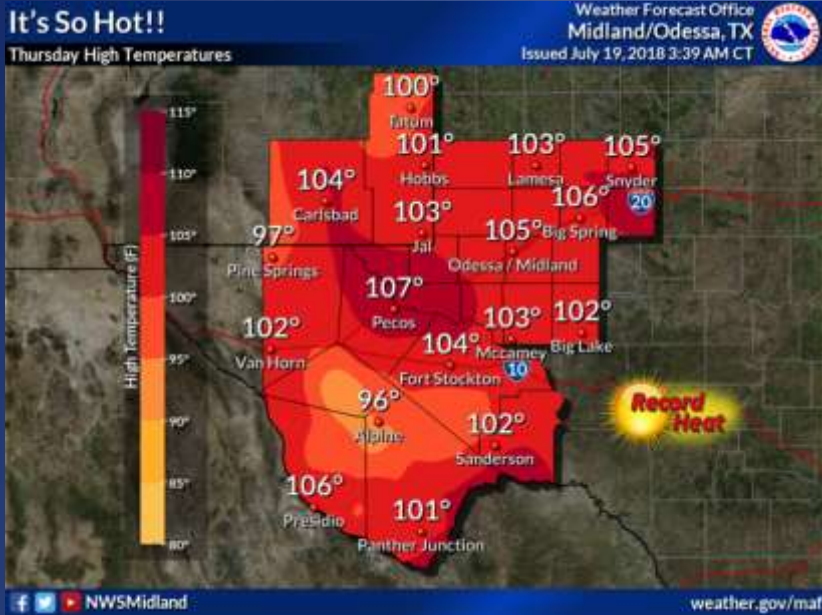 It's So Hot!!
Thursday High Temperatures
Weather Forecast Office
Midland/Odessa,TX
Issued July 19, 2018 3:39 AM CT
High Temperature (F)
115°
110°
105°
100°
95°
90°
85°
80°
100°
Tatum
101°
Hobbs
103°
Lamesa
105°
Snyder
20
104°
Carlsbad
103°
Jal
106°
Big Spring
97°
Pine Springs
105°
Odessa / Midland
107°
Pecos
102°
Van Horn
104°
Fort Stockton
103°
Mccamey
102°
Big Lake
10
96°
Alpine
102°
Sanderson
106°
Presidio
101°
Panther Junction
Record
Heat
NWSMidland
weather.gov/maf